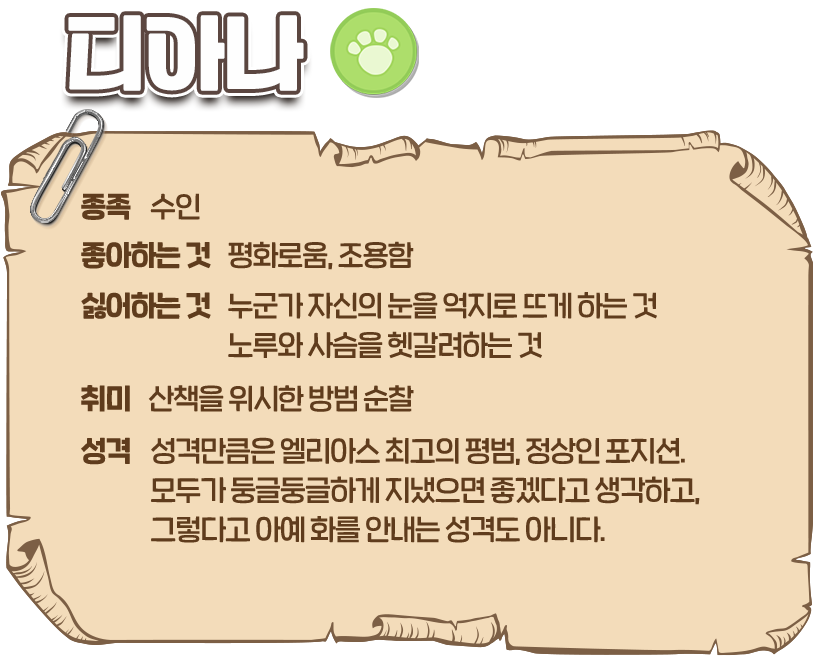 디아나
종족 수인
좋아하는 것 평화로움, 조용함
싫어하는 것 누군가 자신의 눈을 억지로 뜨게 하는 것
노루와 사슴을 헷갈려하는 것
취미 산책을 위시한 방범 순찰
성격 성격만큼은 엘리아스 최고의 평범, 정상인 포지션.
모두가 둥글둥글하게 지냈으면 좋겠다고 생각하고,
그렇다고 아예 화를 안내는 성격도 아니다.